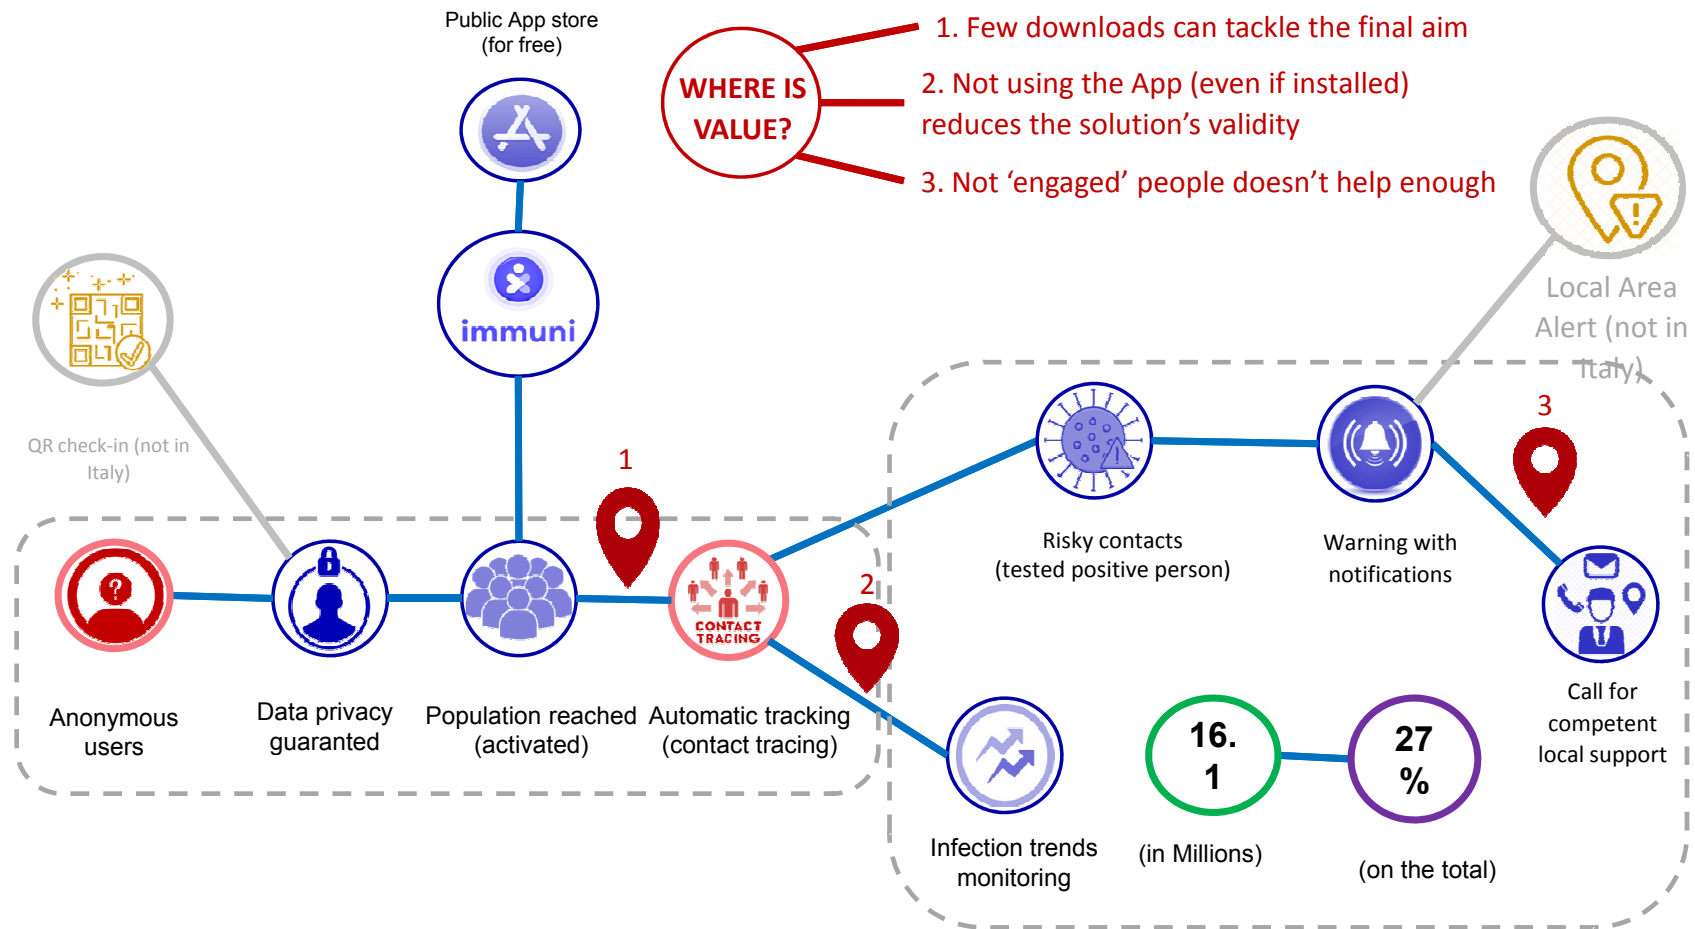 Public App store
(for free)
WHERE IS
VALUE?
1. Few downloads can tackle the final aim
2. Not using the App (even if installed)
reduces the solution’s validity
3. Not ‘engaged’ people doesn’t help enough
immuni
Local Area
Alert (not in
Italy)
QR check-in (not in
Italy)
1
2
3
Risky contacts
(tested positive person)
Warning with
notifications
CONTACT
TRACING
Anonymous
users
Data privacy
guaranted
Population reached
(activated)
Automatic tracking
(contact tracing)
Call for
competent
local support
16.
1
27
%
Infection trends
monitoring
(in Millions)
(on the total)